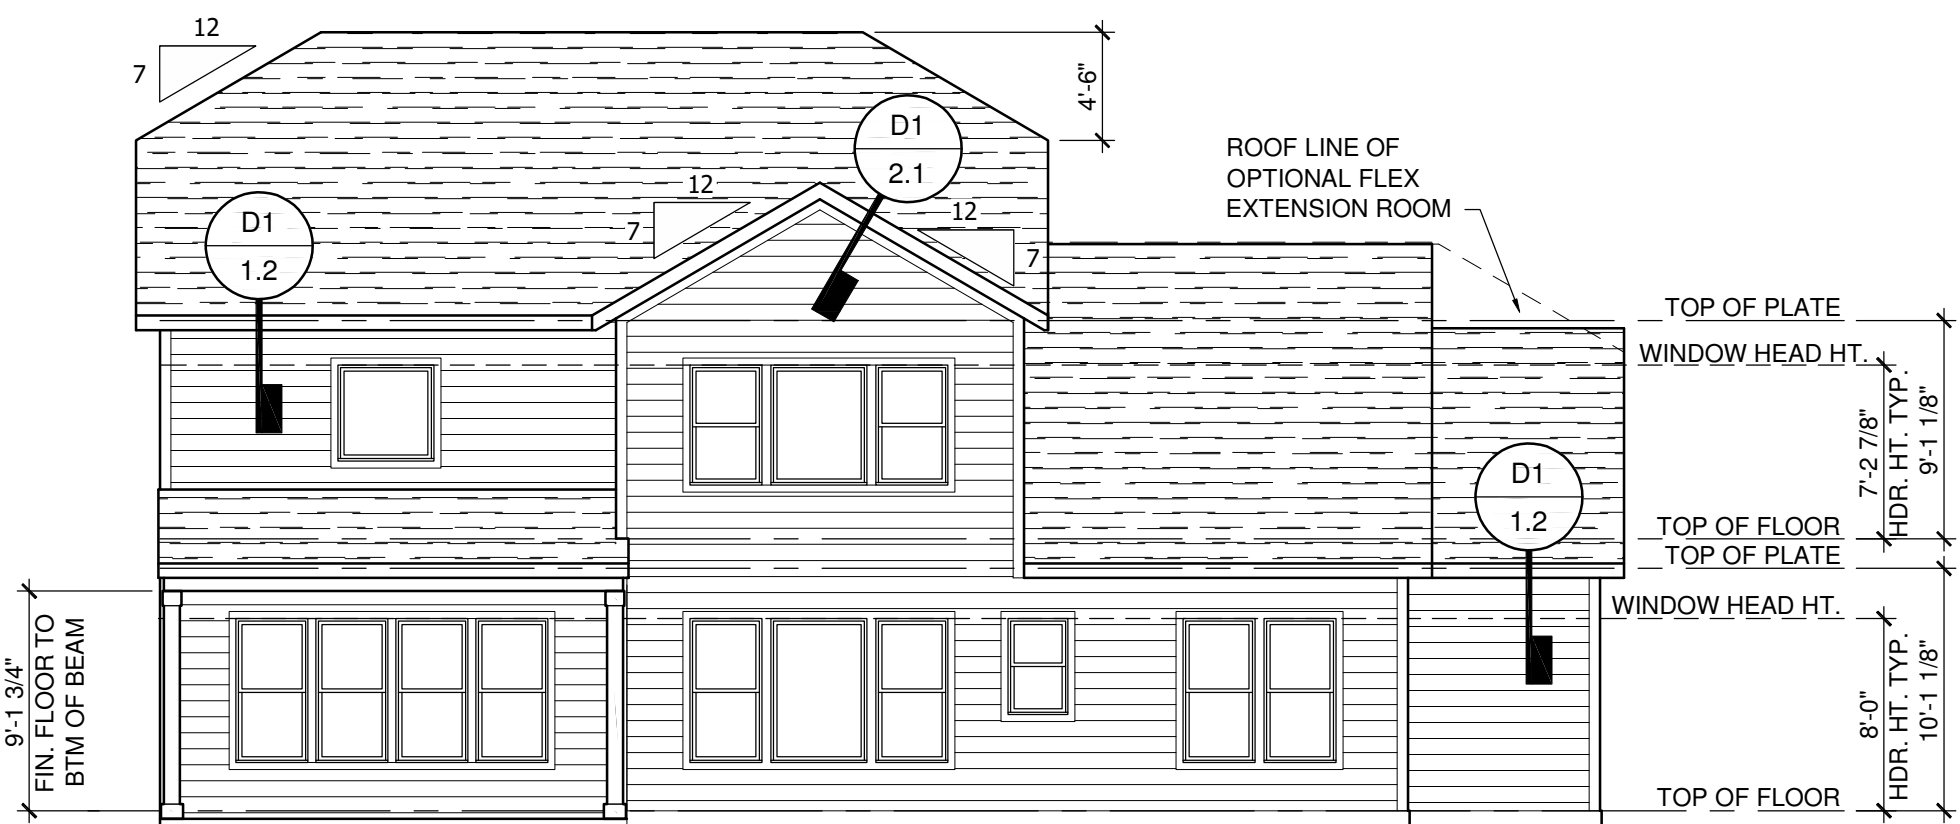 12
7
4'-6"
D1
2.1
ROOF LINE OF
OPTIONAL FLEX
EXTENSION ROOM
12
7
12
7
D1
1.2
TOP OF PLATE
WINDOW HEAD HT.
7'-2 7/8"
HDR. HT. TYP.
9'-1 1/8"
D1
1.2
TOP OF FLOOR
TOP OF PLATE
WINDOW HEAD HT.
9'-1 3/4"
FIN. FLOOR TO
BTM OF BEAM
8'-0"
HDR. HT. TYP.
10'-1 1/8"
TOP OF FLOOR